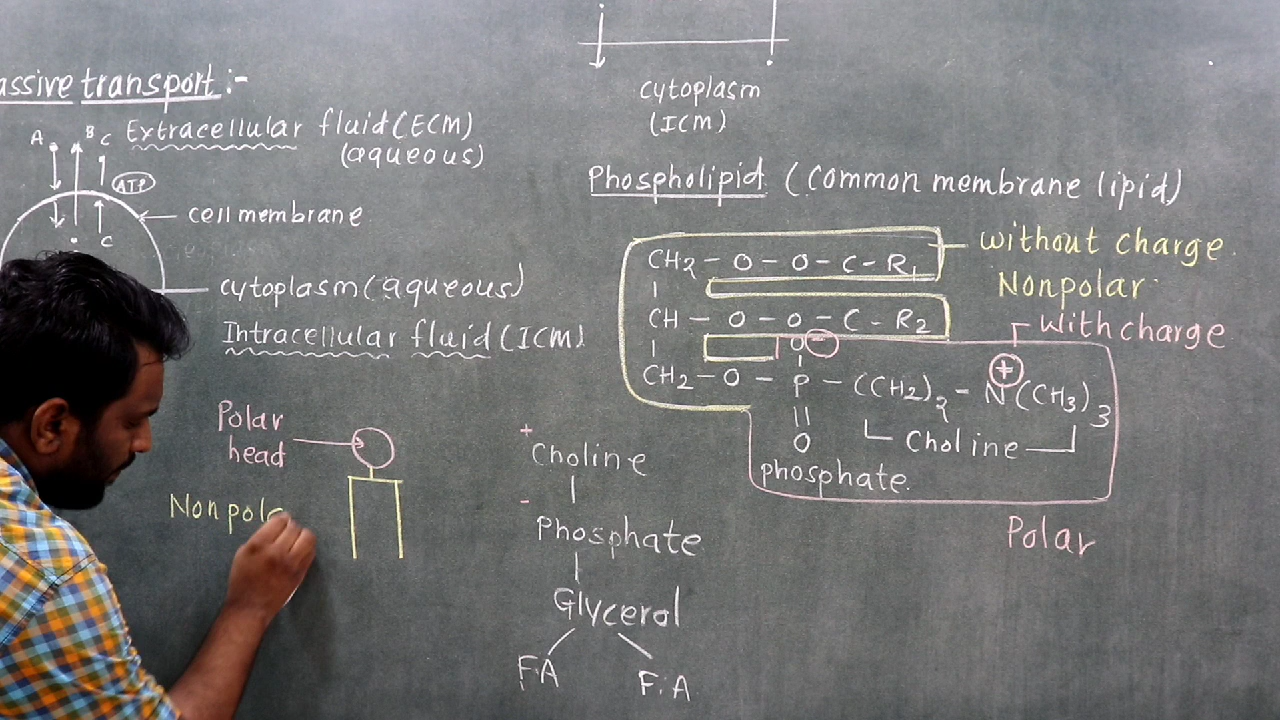 assive transport :-
A B C Extracellular fluid (ECM)
(aqueous)
ATP
cell membrane
C
cytoplasm (aqueous)
Intracellular fluid (ICM)
Polar
head
Nonpola
cytoplasm
(ICM)
Phospholipid (Common membrane lipid)
without charge
Nonpolar
With charge
CH2 - O - O - C - R1
CH - O - O - C - R2
O -
CH2 - O - P - (CH2)2 - N + (CH3)3
O
Choline
phosphate.
Polar
+
Choline
-
Phosphate
Glycerol
F.A F.A